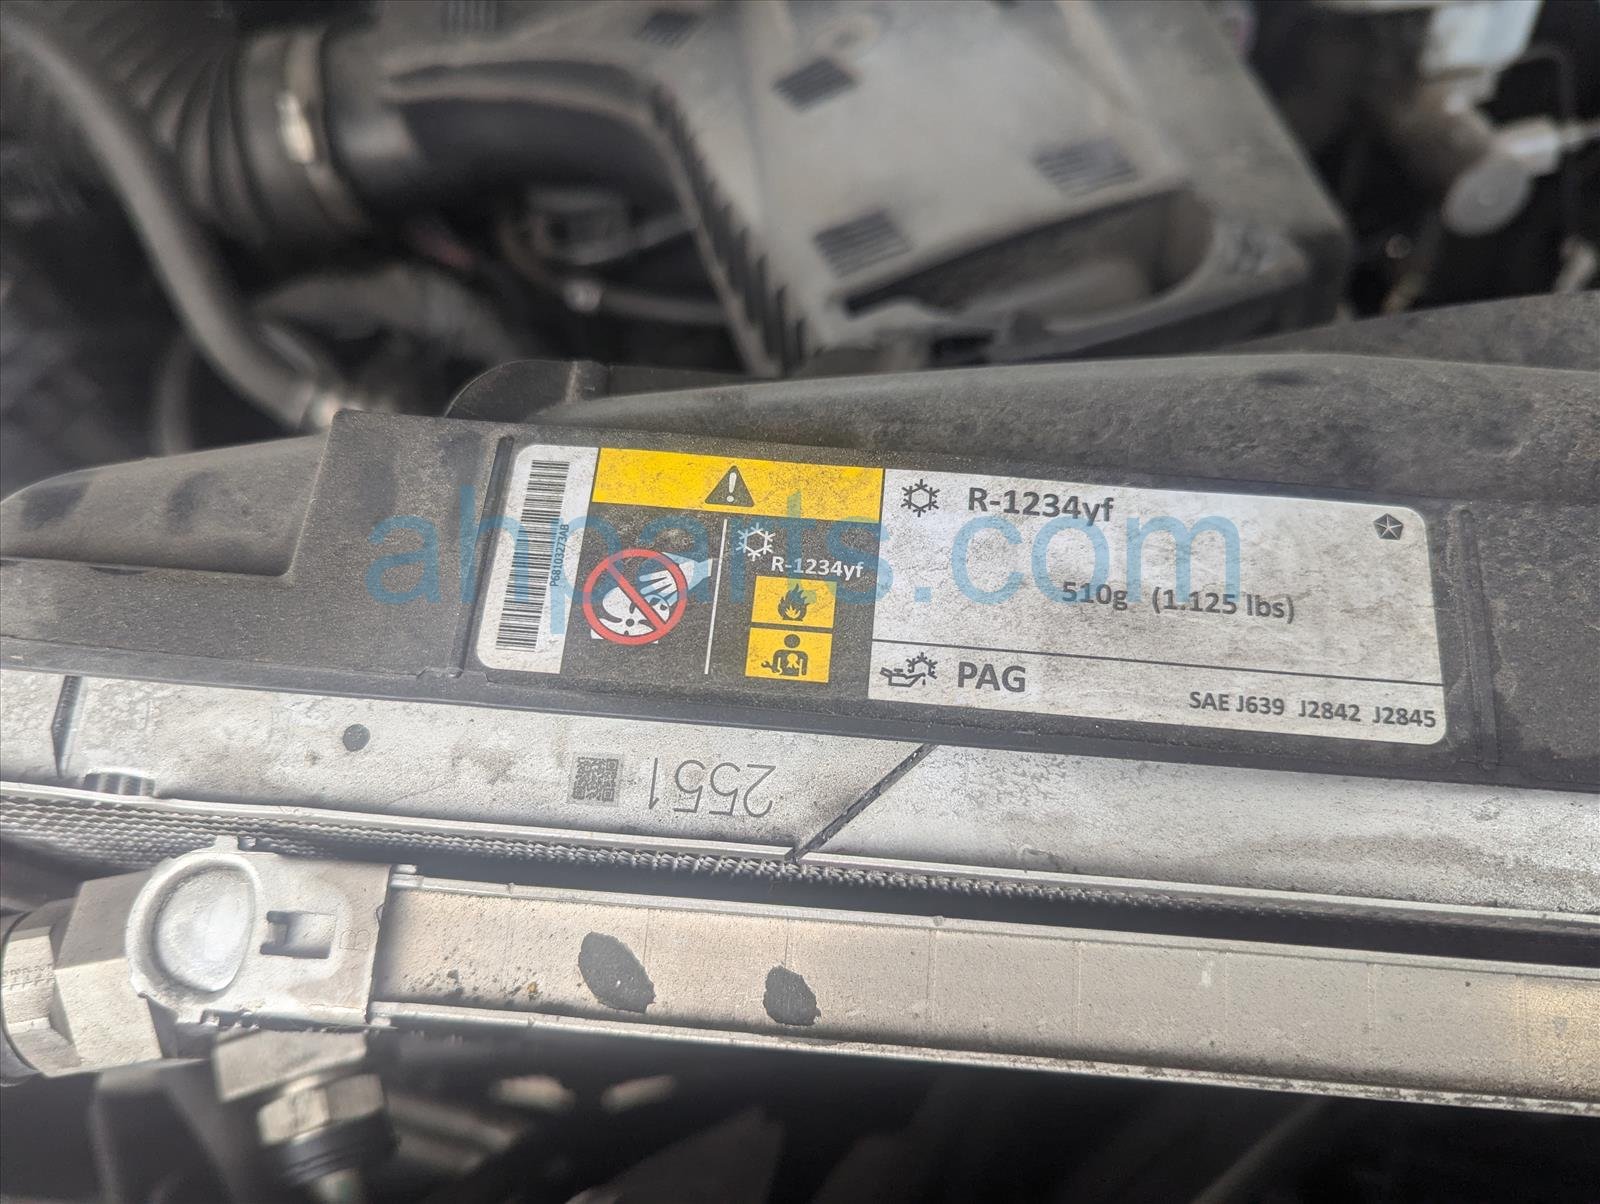 P68103273AB
R-1234yf
R-1234yf
510g (1.125 lbs)
PAG
SAE J639 J2842 J2845
ahparts.com
2551
B